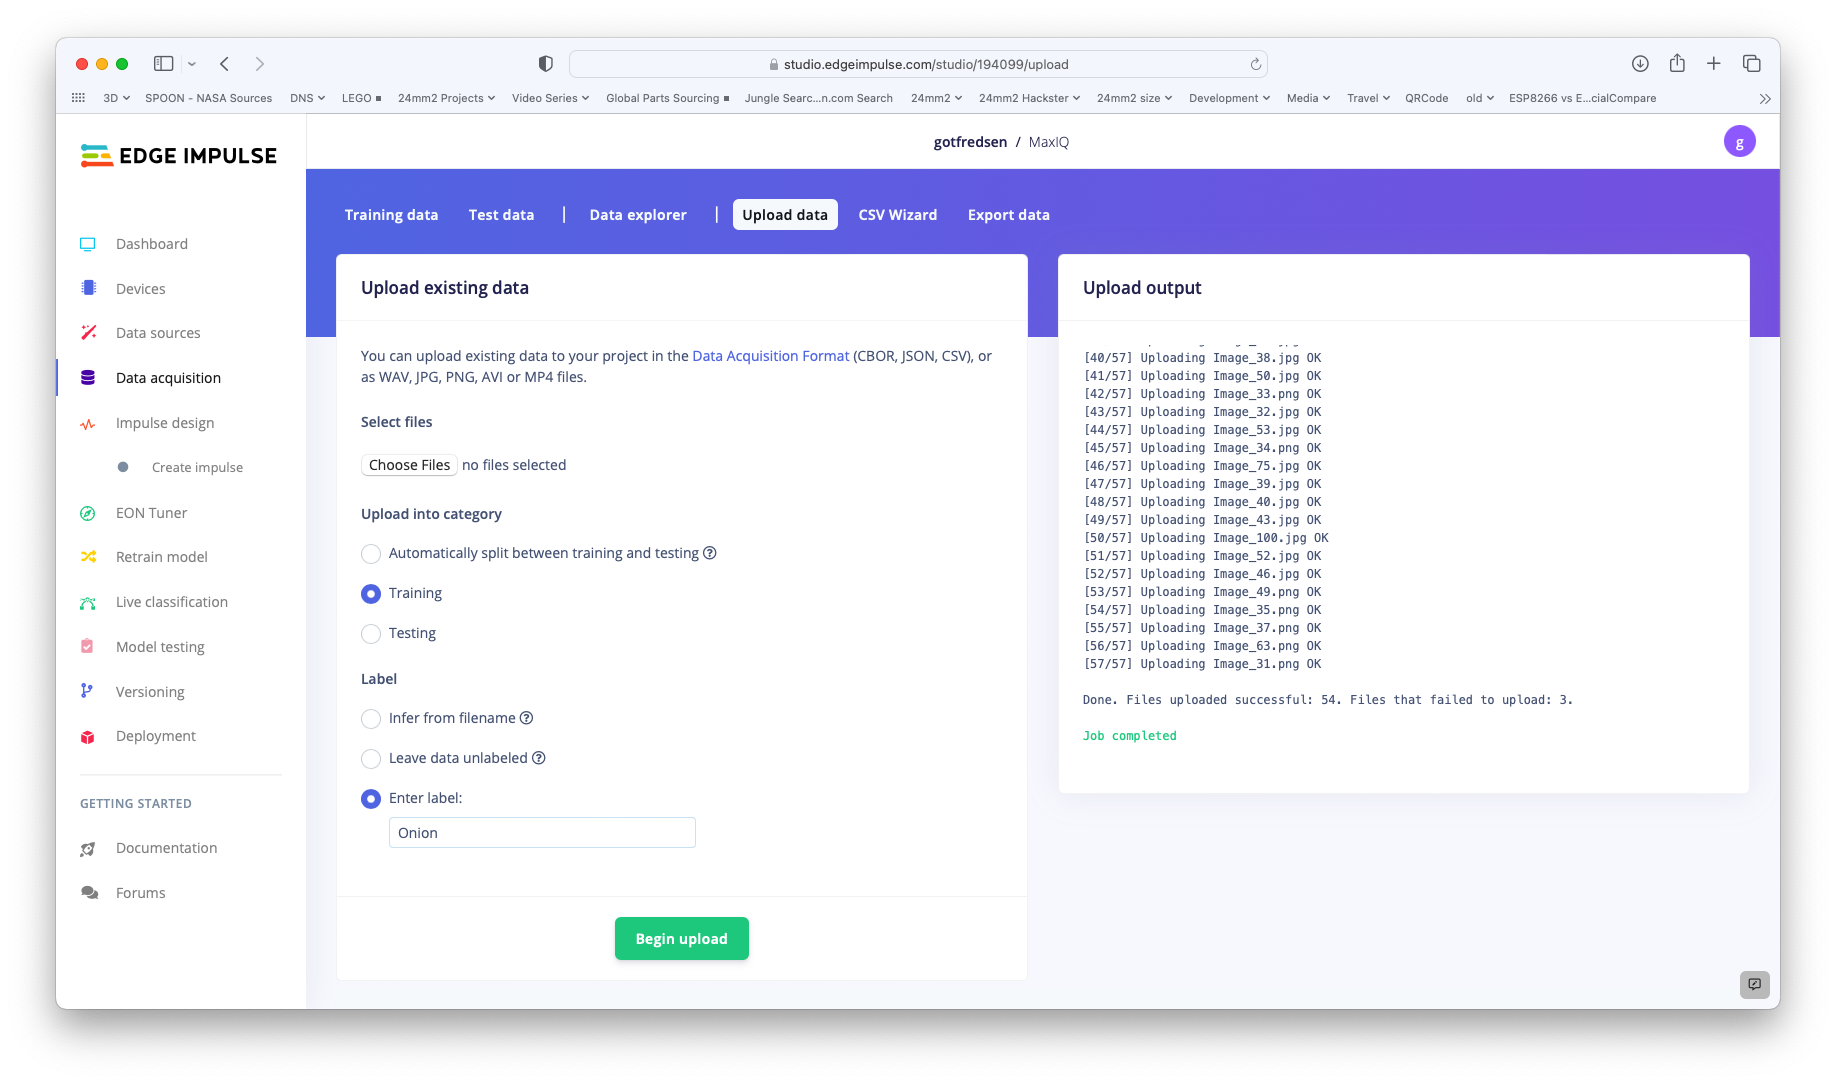 studio.edgeimpulse.com/studio/194099/upload
3D
SPOON - NASA Sources
DNS
LEGO
24mm2 Projects
Video Series
Global Parts Sourcing
Jungle Searc...n.com Search
24mm2
24mm2 Hackster
24mm2 size
Development
Media
Travel
QRCode
old
ESP8266 vs E...cialCompare
EDGE IMPULSE
gotfredsen / MaxIQ
g
Training data
Test data
|
Data explorer
|
Upload data
CSV Wizard
Export data
Dashboard
Devices
Data sources
Data acquisition
Impulse design
Create impulse
EON Tuner
Retrain model
Live classification
Model testing
Versioning
Deployment
GETTING STARTED
Documentation
Forums
Upload existing data
You can upload existing data to your project in the Data Acquisition Format (CBOR, JSON, CSV), or
as WAV, JPG, PNG, AVI or MP4 files.
Select files
Choose Files no files selected
Upload into category
Automatically split between training and testing ?
Training
Testing
Label
Infer from filename ?
Leave data unlabeled ?
Enter label:
Onion
Begin upload
Upload output
[40/57] Uploading Image_38.jpg OK
[41/57] Uploading Image_50.jpg OK
[42/57] Uploading Image_33.png OK
[43/57] Uploading Image_32.jpg OK
[44/57] Uploading Image_53.jpg OK
[45/57] Uploading Image_34.png OK
[46/57] Uploading Image_75.jpg OK
[47/57] Uploading Image_39.jpg OK
[48/57] Uploading Image_40.jpg OK
[49/57] Uploading Image_43.jpg OK
[50/57] Uploading Image_100.jpg OK
[51/57] Uploading Image_52.jpg OK
[52/57] Uploading Image_46.jpg OK
[53/57] Uploading Image_49.png OK
[54/57] Uploading Image_35.png OK
[55/57] Uploading Image_37.png OK
[56/57] Uploading Image_63.png OK
[57/57] Uploading Image_31.png OK
Done. Files uploaded successful: 54. Files that failed to upload: 3.
Job completed